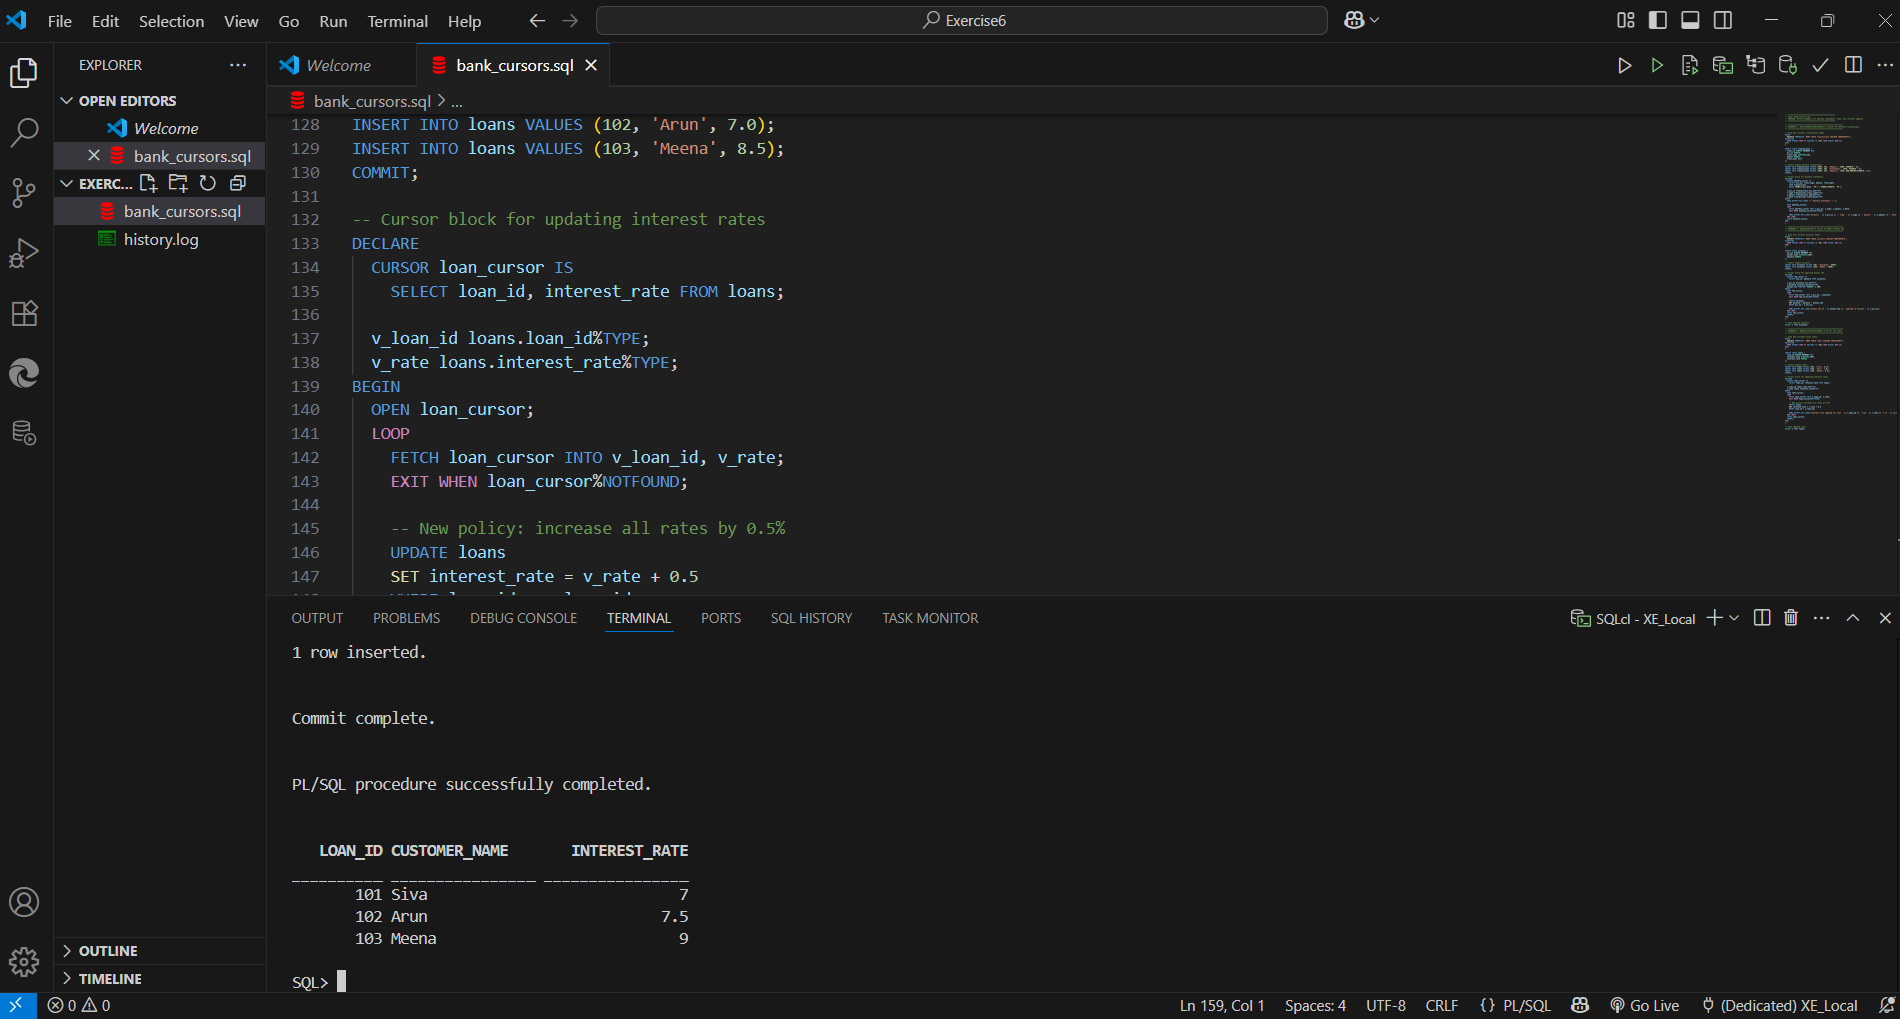 File Edit Selection View Go Run Terminal Help
Exercise6
EXPLORER
Welcome
bank_cursors.sql
OPEN EDITORS
Welcome
bank_cursors.sql
EXERC...
bank_cursors.sql
history.log
OUTLINE
TIMELINE
bank_cursors.sql > ...
128 INSERT INTO loans VALUES (102, 'Arun', 7.0);
129 INSERT INTO loans VALUES (103, 'Meena', 8.5);
130 COMMIT;
131
132 -- Cursor block for updating interest rates
133 DECLARE
134 CURSOR loan_cursor IS
135 SELECT loan_id, interest_rate FROM loans;
136
137 v_loan_id loans.loan_id%TYPE;
138 v_rate loans.interest_rate%TYPE;
139 BEGIN
140 OPEN loan_cursor;
141 LOOP
142 FETCH loan_cursor INTO v_loan_id, v_rate;
143 EXIT WHEN loan_cursor%NOTFOUND;
144
145 -- New policy: increase all rates by 0.5%
146 UPDATE loans
147 SET interest_rate = v_rate + 0.5
OUTPUT PROBLEMS DEBUG CONSOLE TERMINAL PORTS SQL HISTORY TASK MONITOR
SQLcl - XE_Local
1 row inserted.
Commit complete.
PL/SQL procedure successfully completed.
LOAN_ID CUSTOMER_NAME INTEREST_RATE
__________ ________________ ________________
101 Siva 7
102 Arun 7.5
103 Meena 9
SQL>
0 0
Ln 159, Col 1 Spaces: 4 UTF-8 CRLF {} PL/SQL Go Live (Dedicated) XE_Local